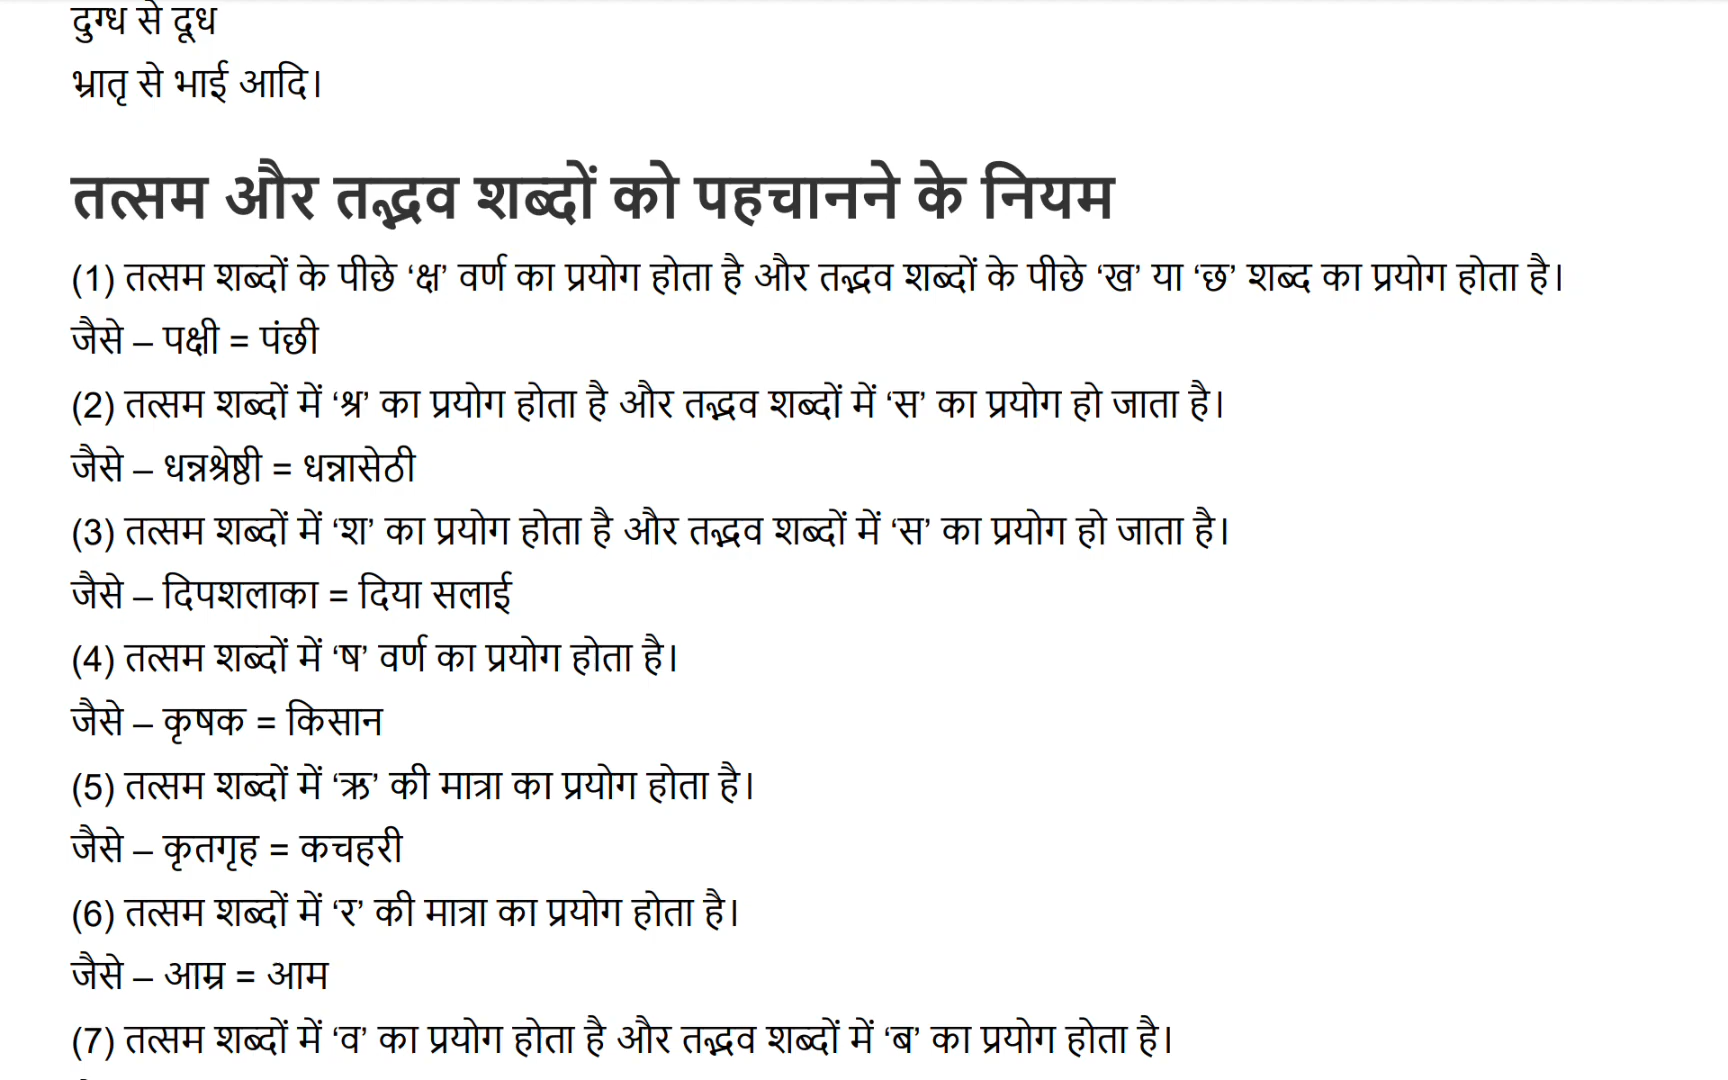 दुग्ध से दूध
भ्रातृ से भाई आदि।
तत्सम और तद्भव शब्दों को पहचानने के नियम
(1) तत्सम शब्दों के पीछे ‘क्ष’ वर्ण का प्रयोग होता है और तद्भव शब्दों के पीछे ‘ख’ या ‘छ’ शब्द का प्रयोग होता है।
जैसे – पक्षी = पंछी
(2) तत्सम शब्दों में ‘श्र’ का प्रयोग होता है और तद्भव शब्दों में ‘स’ का प्रयोग हो जाता है।
जैसे – धन्नश्रेष्ठी = धन्नासेठी
(3) तत्सम शब्दों में ‘श’ का प्रयोग होता है और तद्भव शब्दों में ‘स’ का प्रयोग हो जाता है।
जैसे – दिपशलाका = दिया सलाई
(4) तत्सम शब्दों में ‘ष’ वर्ण का प्रयोग होता है।
जैसे – कृषक = किसान
(5) तत्सम शब्दों में ‘ऋ’ की मात्रा का प्रयोग होता है।
जैसे – कृतगृह = कचहरी
(6) तत्सम शब्दों में ‘र’ की मात्रा का प्रयोग होता है।
जैसे – आम्र = आम
(7) तत्सम शब्दों में ‘व’ का प्रयोग होता है और तद्भव शब्दों में ‘ब’ का प्रयोग होता है।